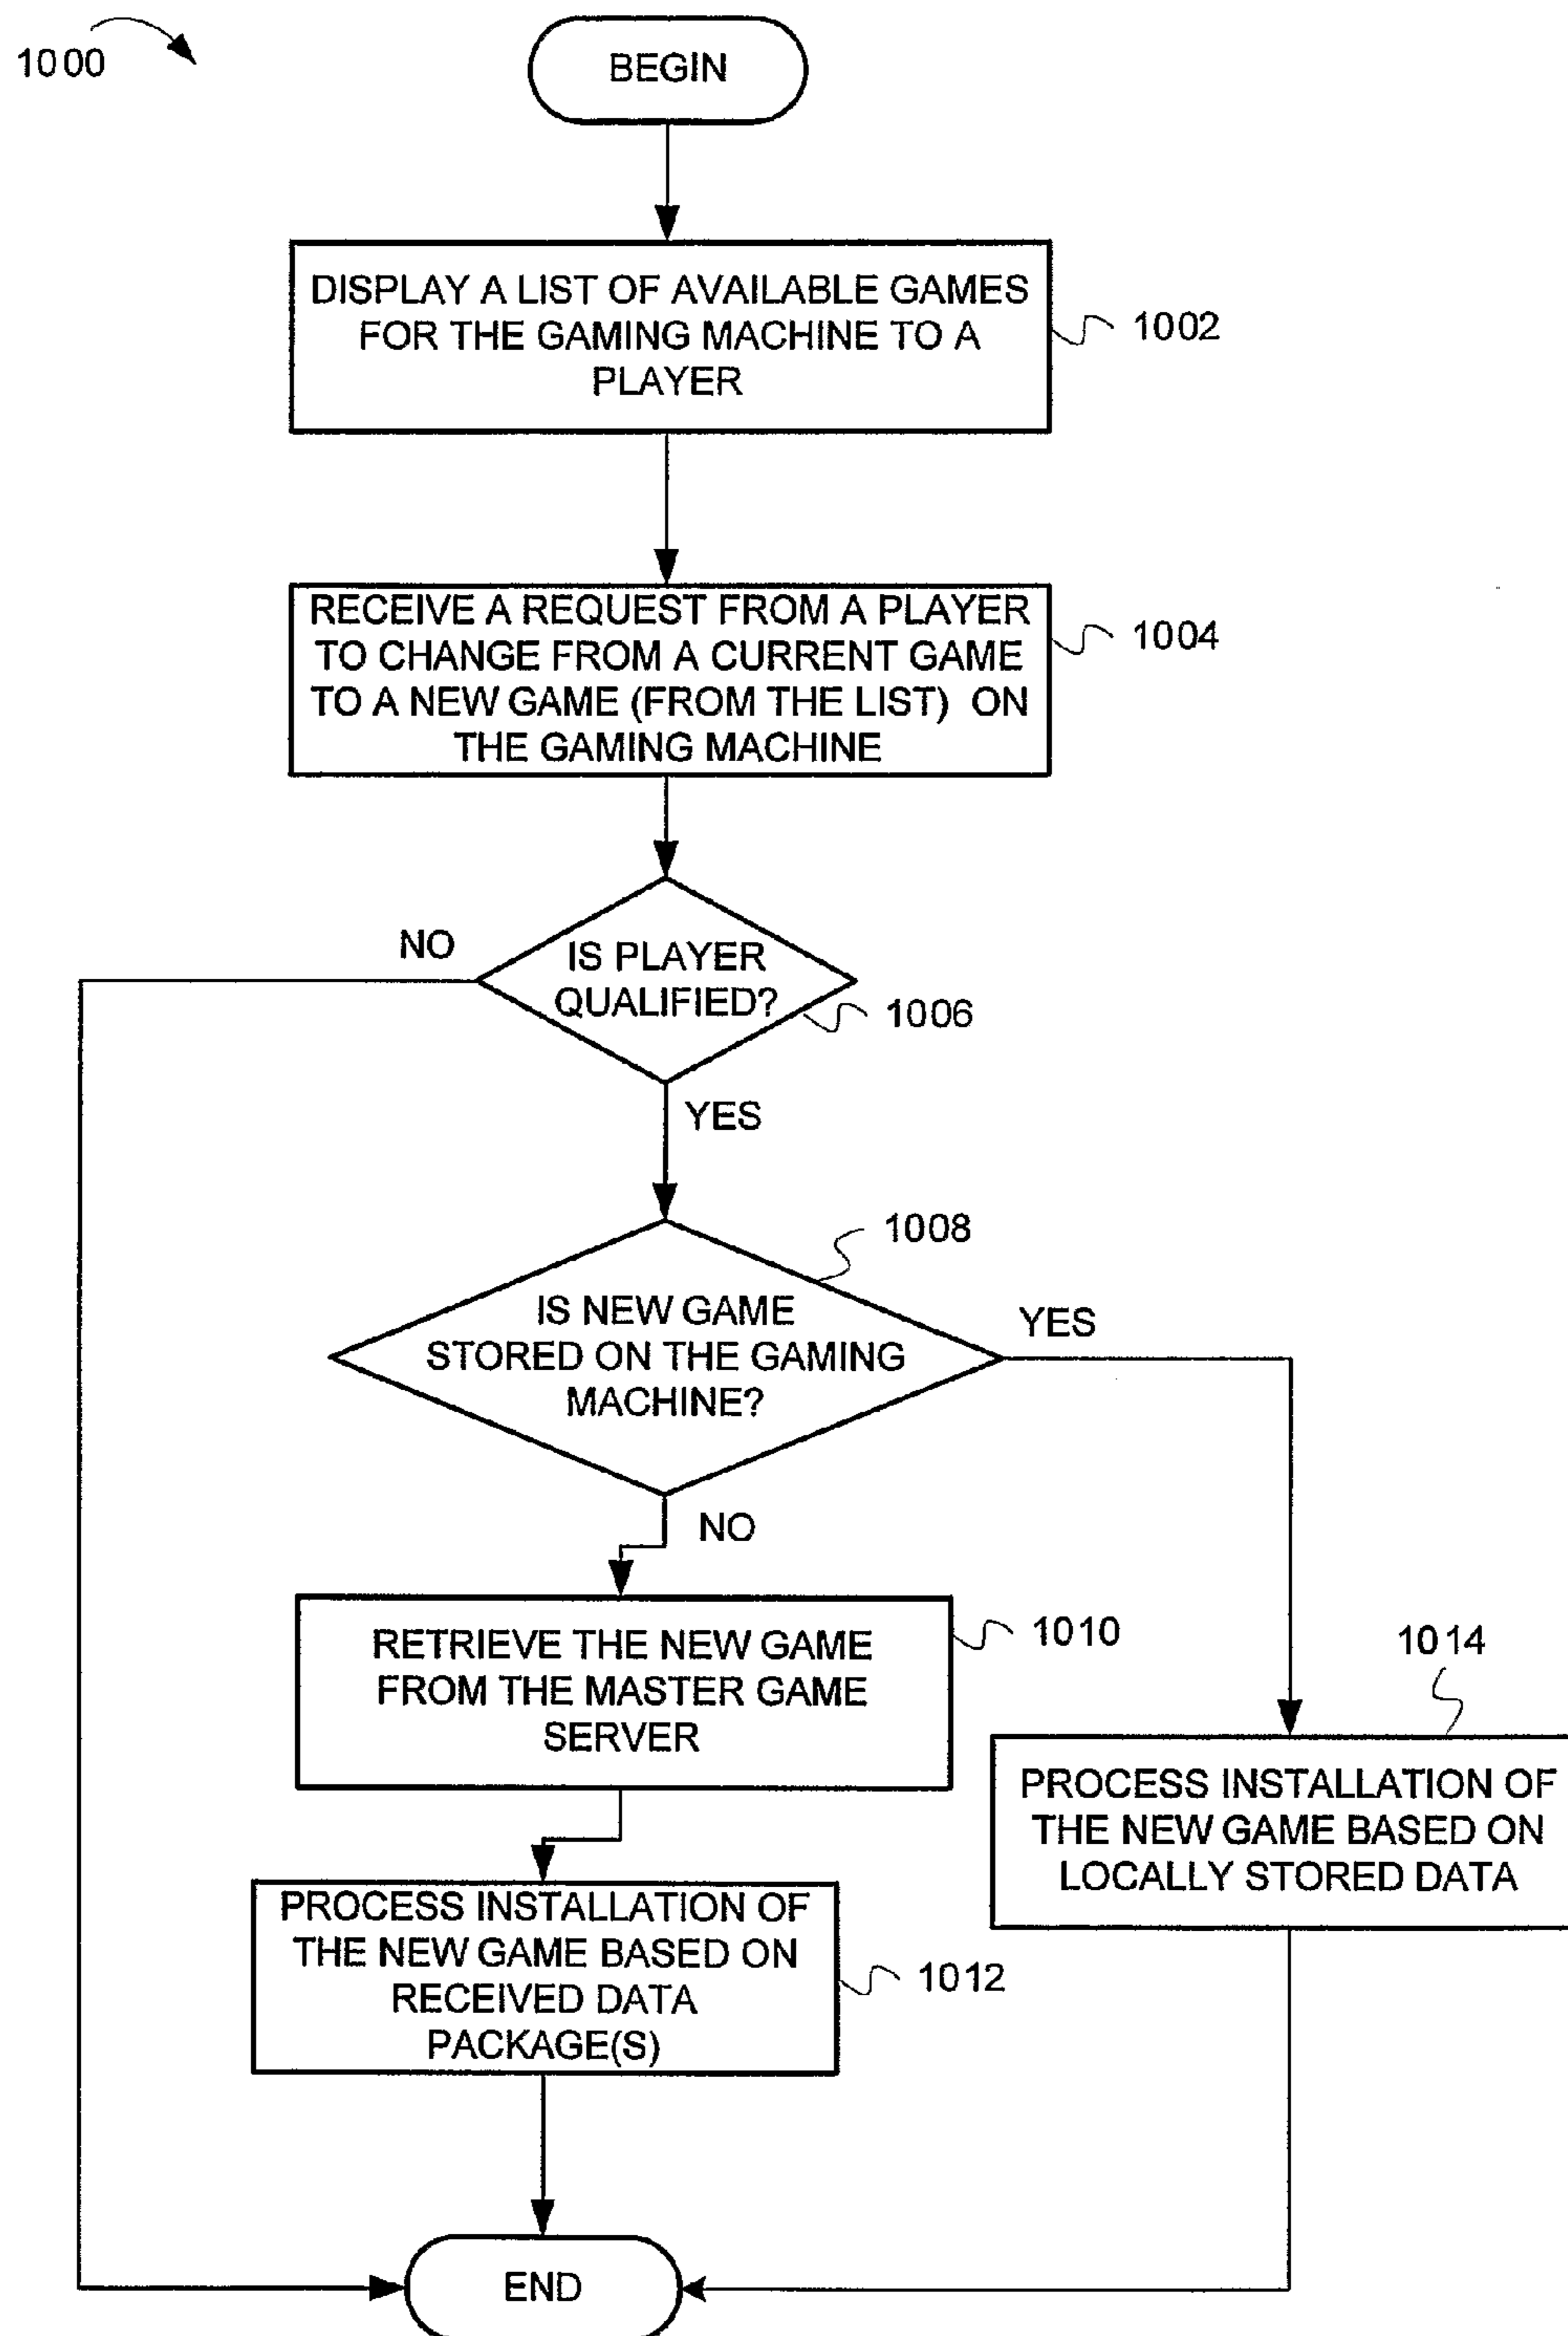 1000
BEGIN
DISPLAY A LIST OF AVAILABLE GAMES
FOR THE GAMING MACHINE TO A
PLAYER
1002
RECEIVE A REQUEST FROM A PLAYER
TO CHANGE FROM A CURRENT GAME
TO A NEW GAME (FROM THE LIST) ON
THE GAMING MACHINE
1004
NO
IS PLAYER
QUALIFIED?
1006
YES
1008
IS NEW GAME
STORED ON THE GAMING
MACHINE?
YES
NO
RETRIEVE THE NEW GAME
FROM THE MASTER GAME
SERVER
1010
1014
PROCESS INSTALLATION OF
THE NEW GAME BASED ON
LOCALLY STORED DATA
PROCESS INSTALLATION OF
THE NEW GAME BASED ON
RECEIVED DATA
PACKAGE(S)
1012
END